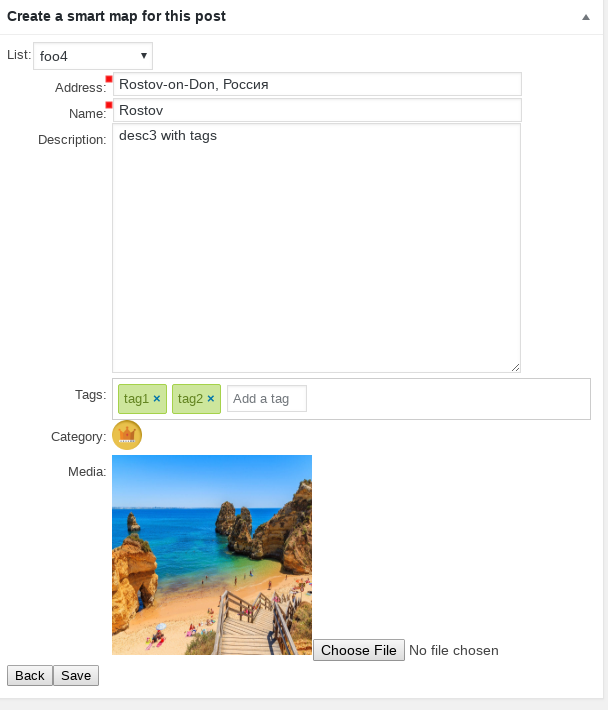 Create a smart map for this post
List: foo4
Address: Rostov-on-Don, Россия
Name: Rostov
Description: desc3 with tags
Tags: tag1 × tag2 × Add a tag
Category:
Media:
Choose File No file chosen
Back Save